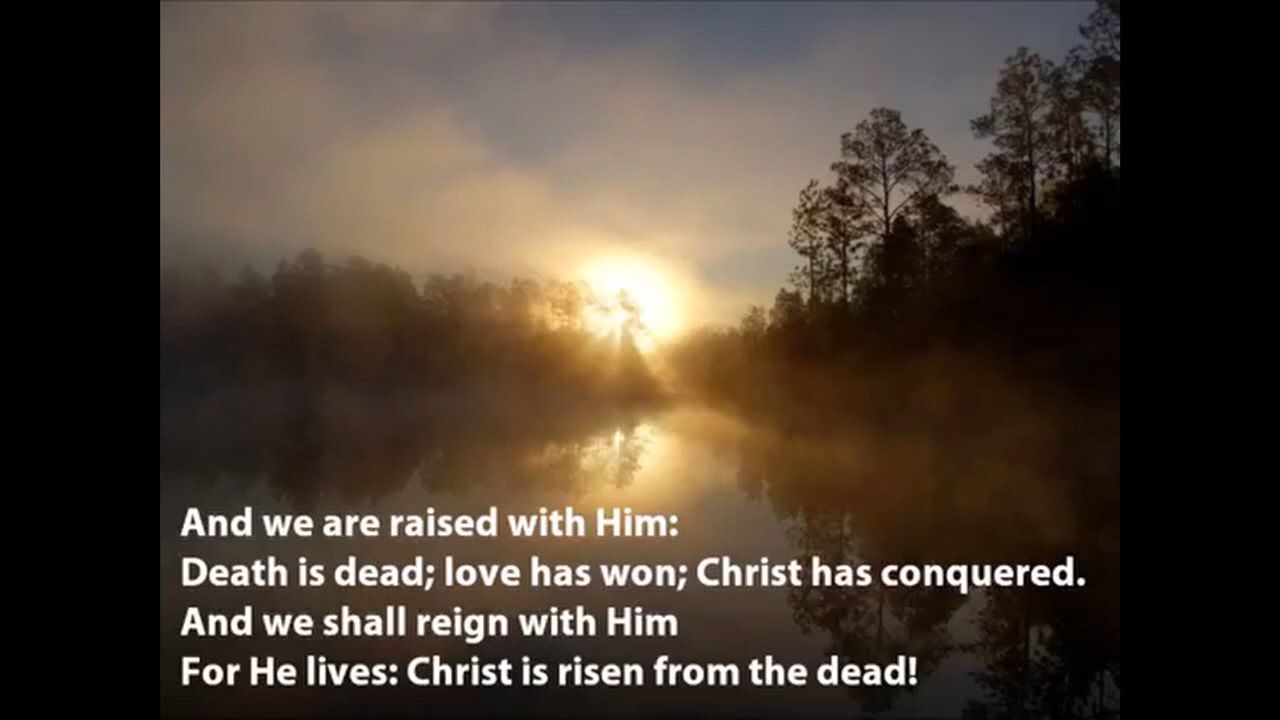 And we are raised with Him:
Death is dead; love has won; Christ has conquered.
And we shall reign with Him
For He lives: Christ is risen from the dead!